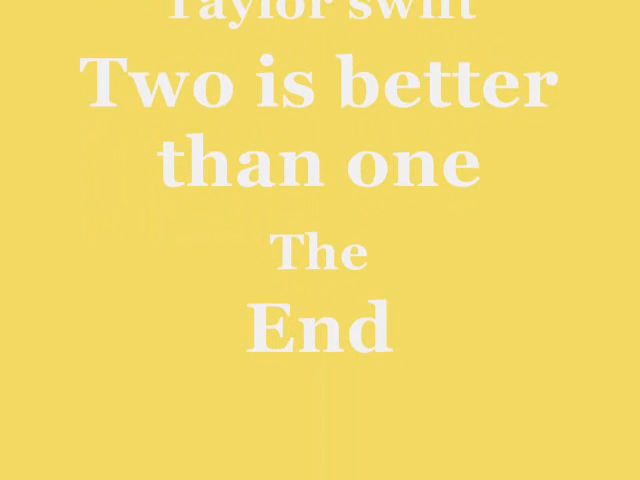 Taylor swift
Two is better
than one
The
End